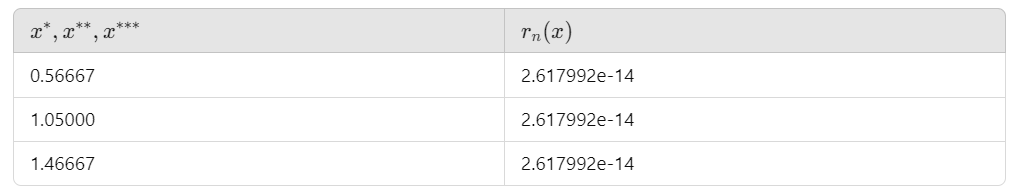 x*, x**, x*** rₙ(x)
0.56667 2.617992e-14
1.05000 2.617992e-14
1.46667 2.617992e-14